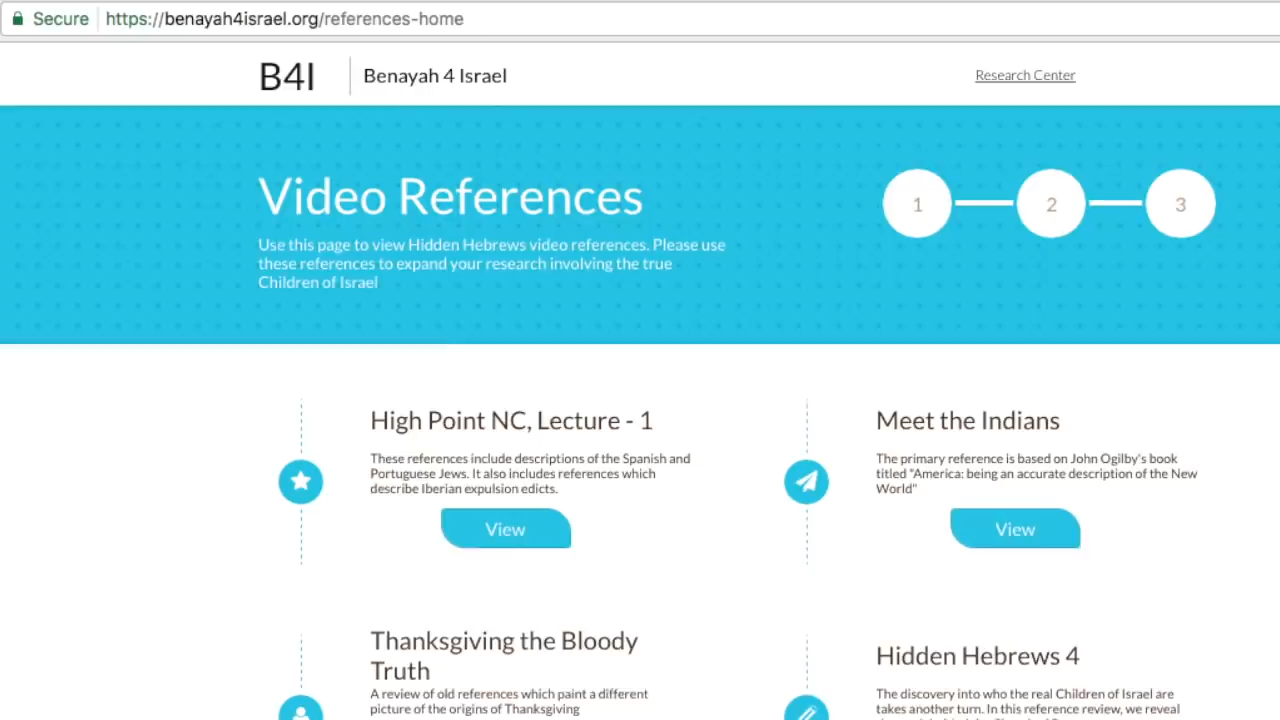 Secure https://benayah4israel.org/references-home
B4I Benayah 4 Israel Research Center
Video References
Use this page to view Hidden Hebrews video references. Please use
these references to expand your research involving the true
Children of Israel
1 2 3
High Point NC, Lecture - 1
These references include descriptions of the Spanish and
Portuguese Jews. It also includes references which
describe Iberian expulsion edicts.
View
Meet the Indians
The primary reference is based on John Ogilby's book
titled "America: being an accurate description of the New
World"
View
Thanksgiving the Bloody
Truth
A review of old references which paint a different
picture of the origins of Thanksgiving
Hidden Hebrews 4
The discovery into who the real Children of Israel are
takes another turn. In this reference review, we reveal